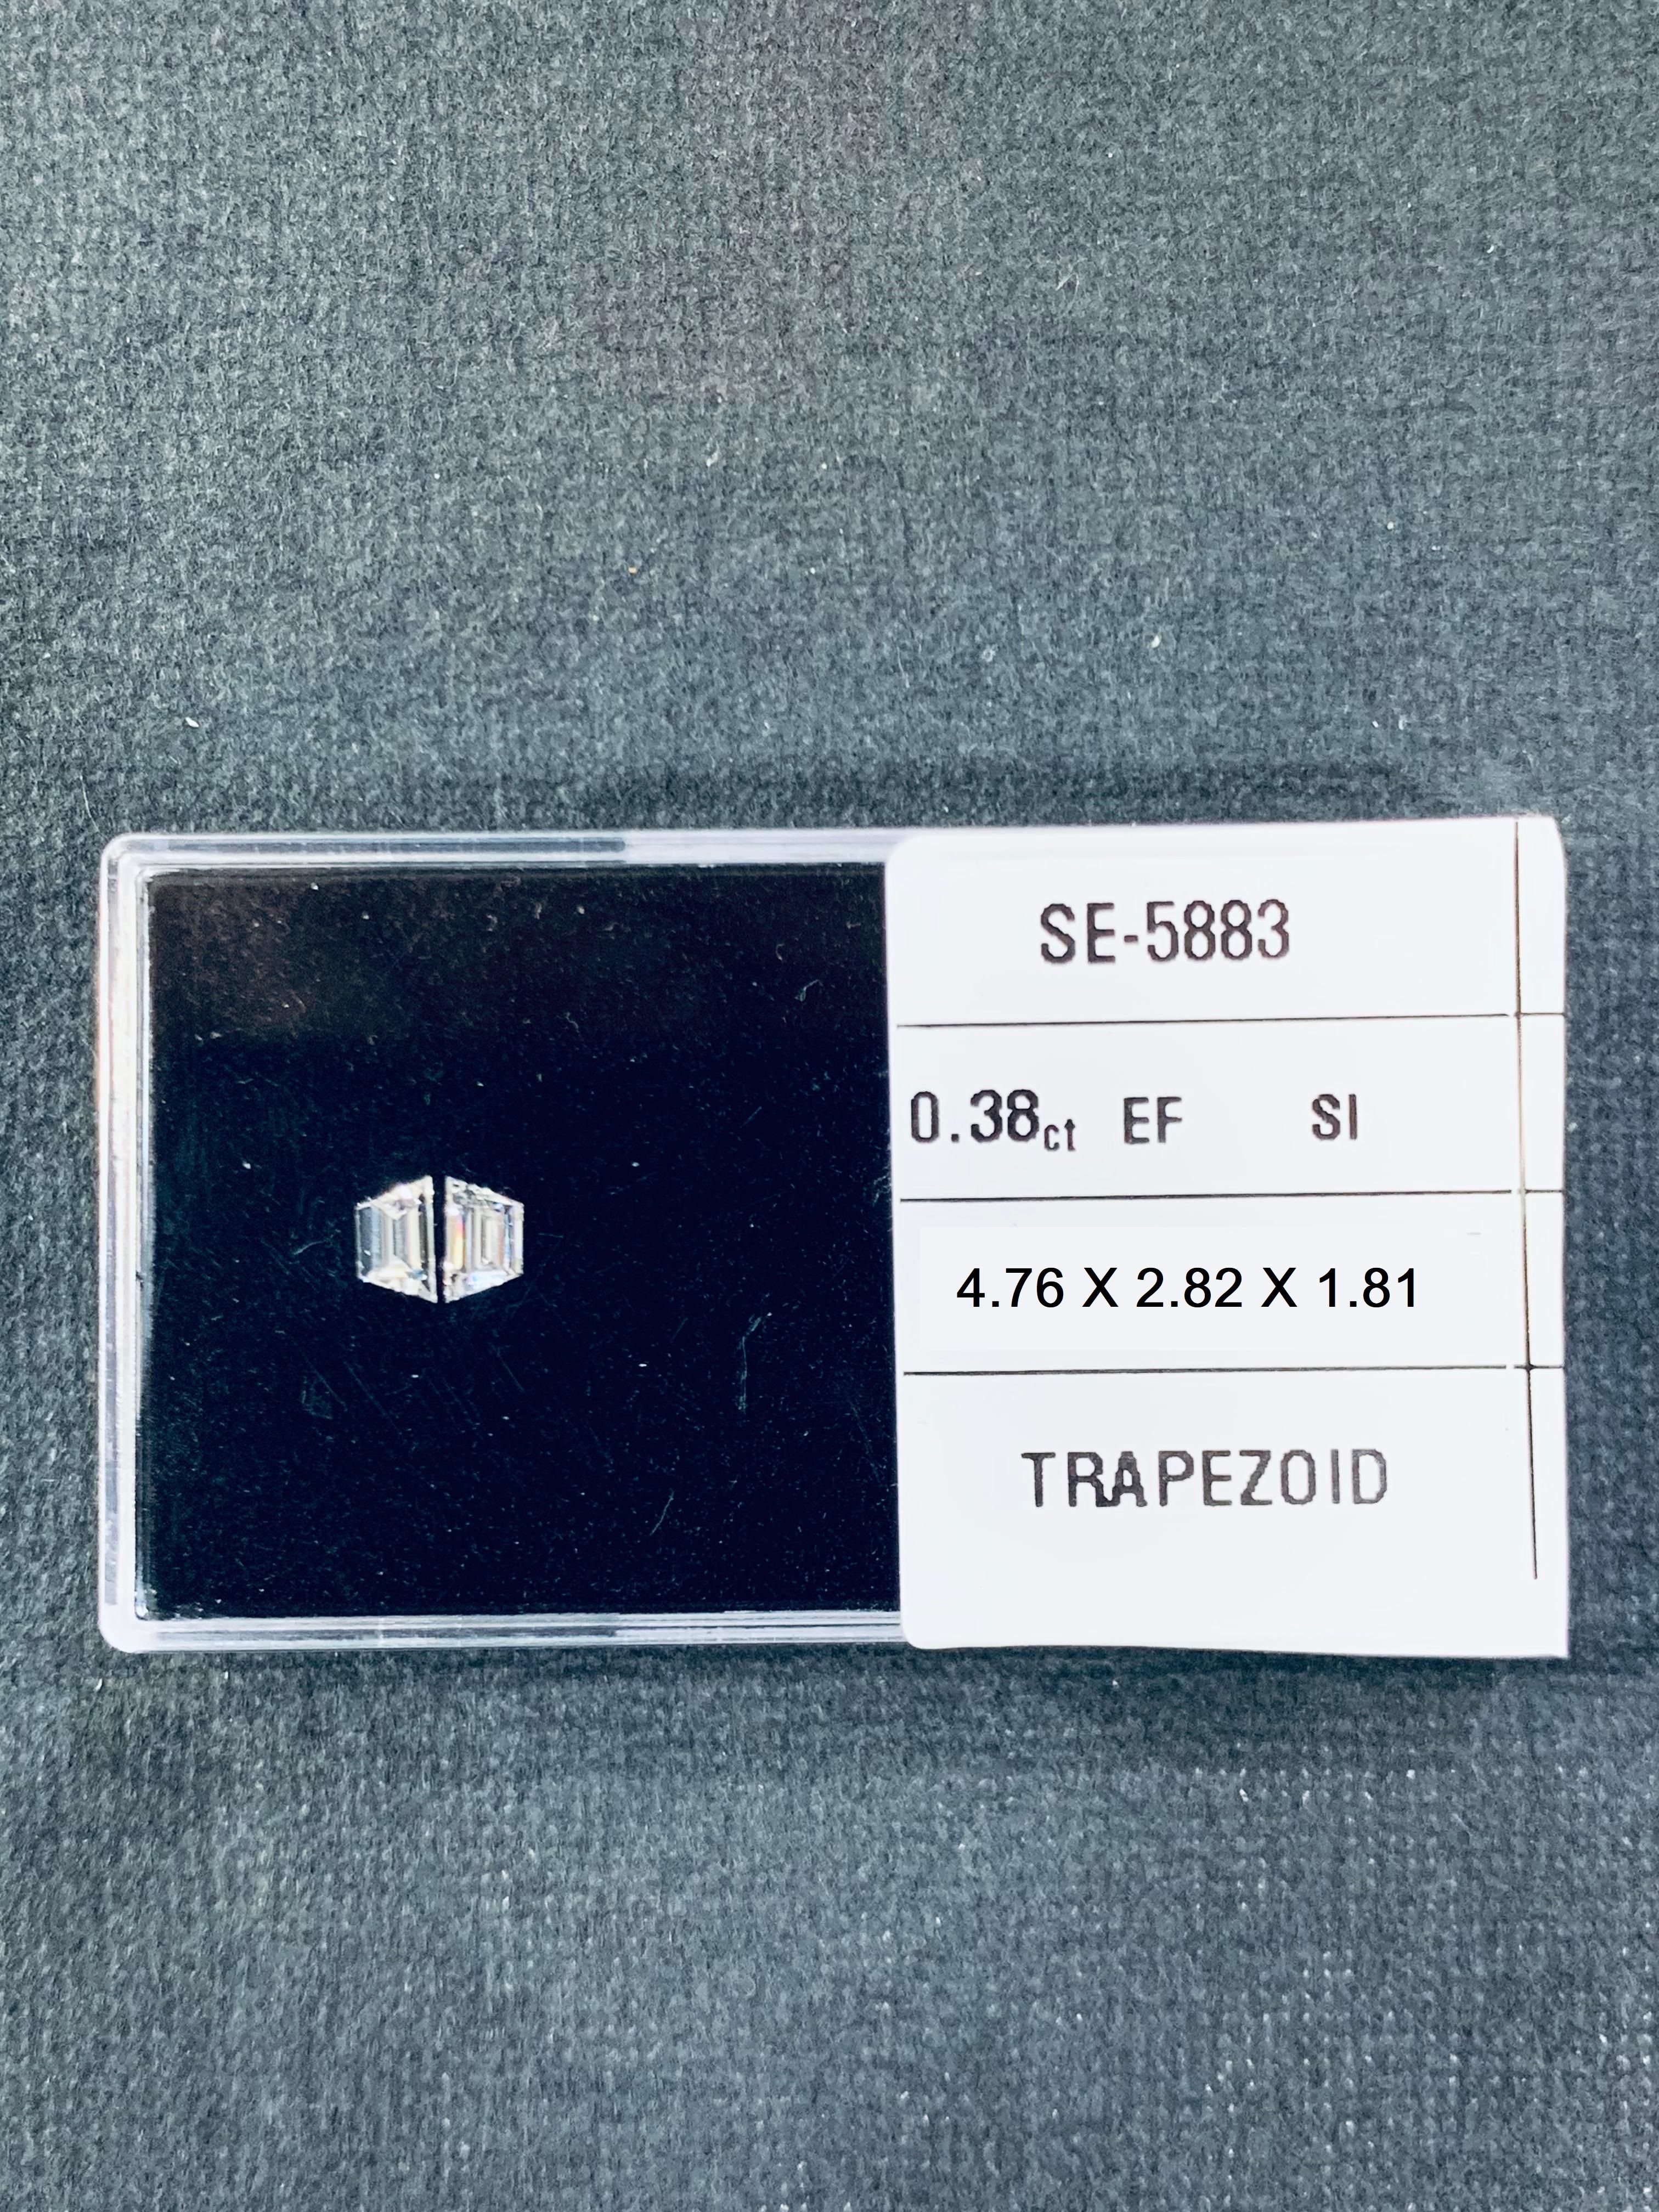 SE-5883
0.38ct EF SI
4.76 X 2.82 X 1.81
TRAPEZOID